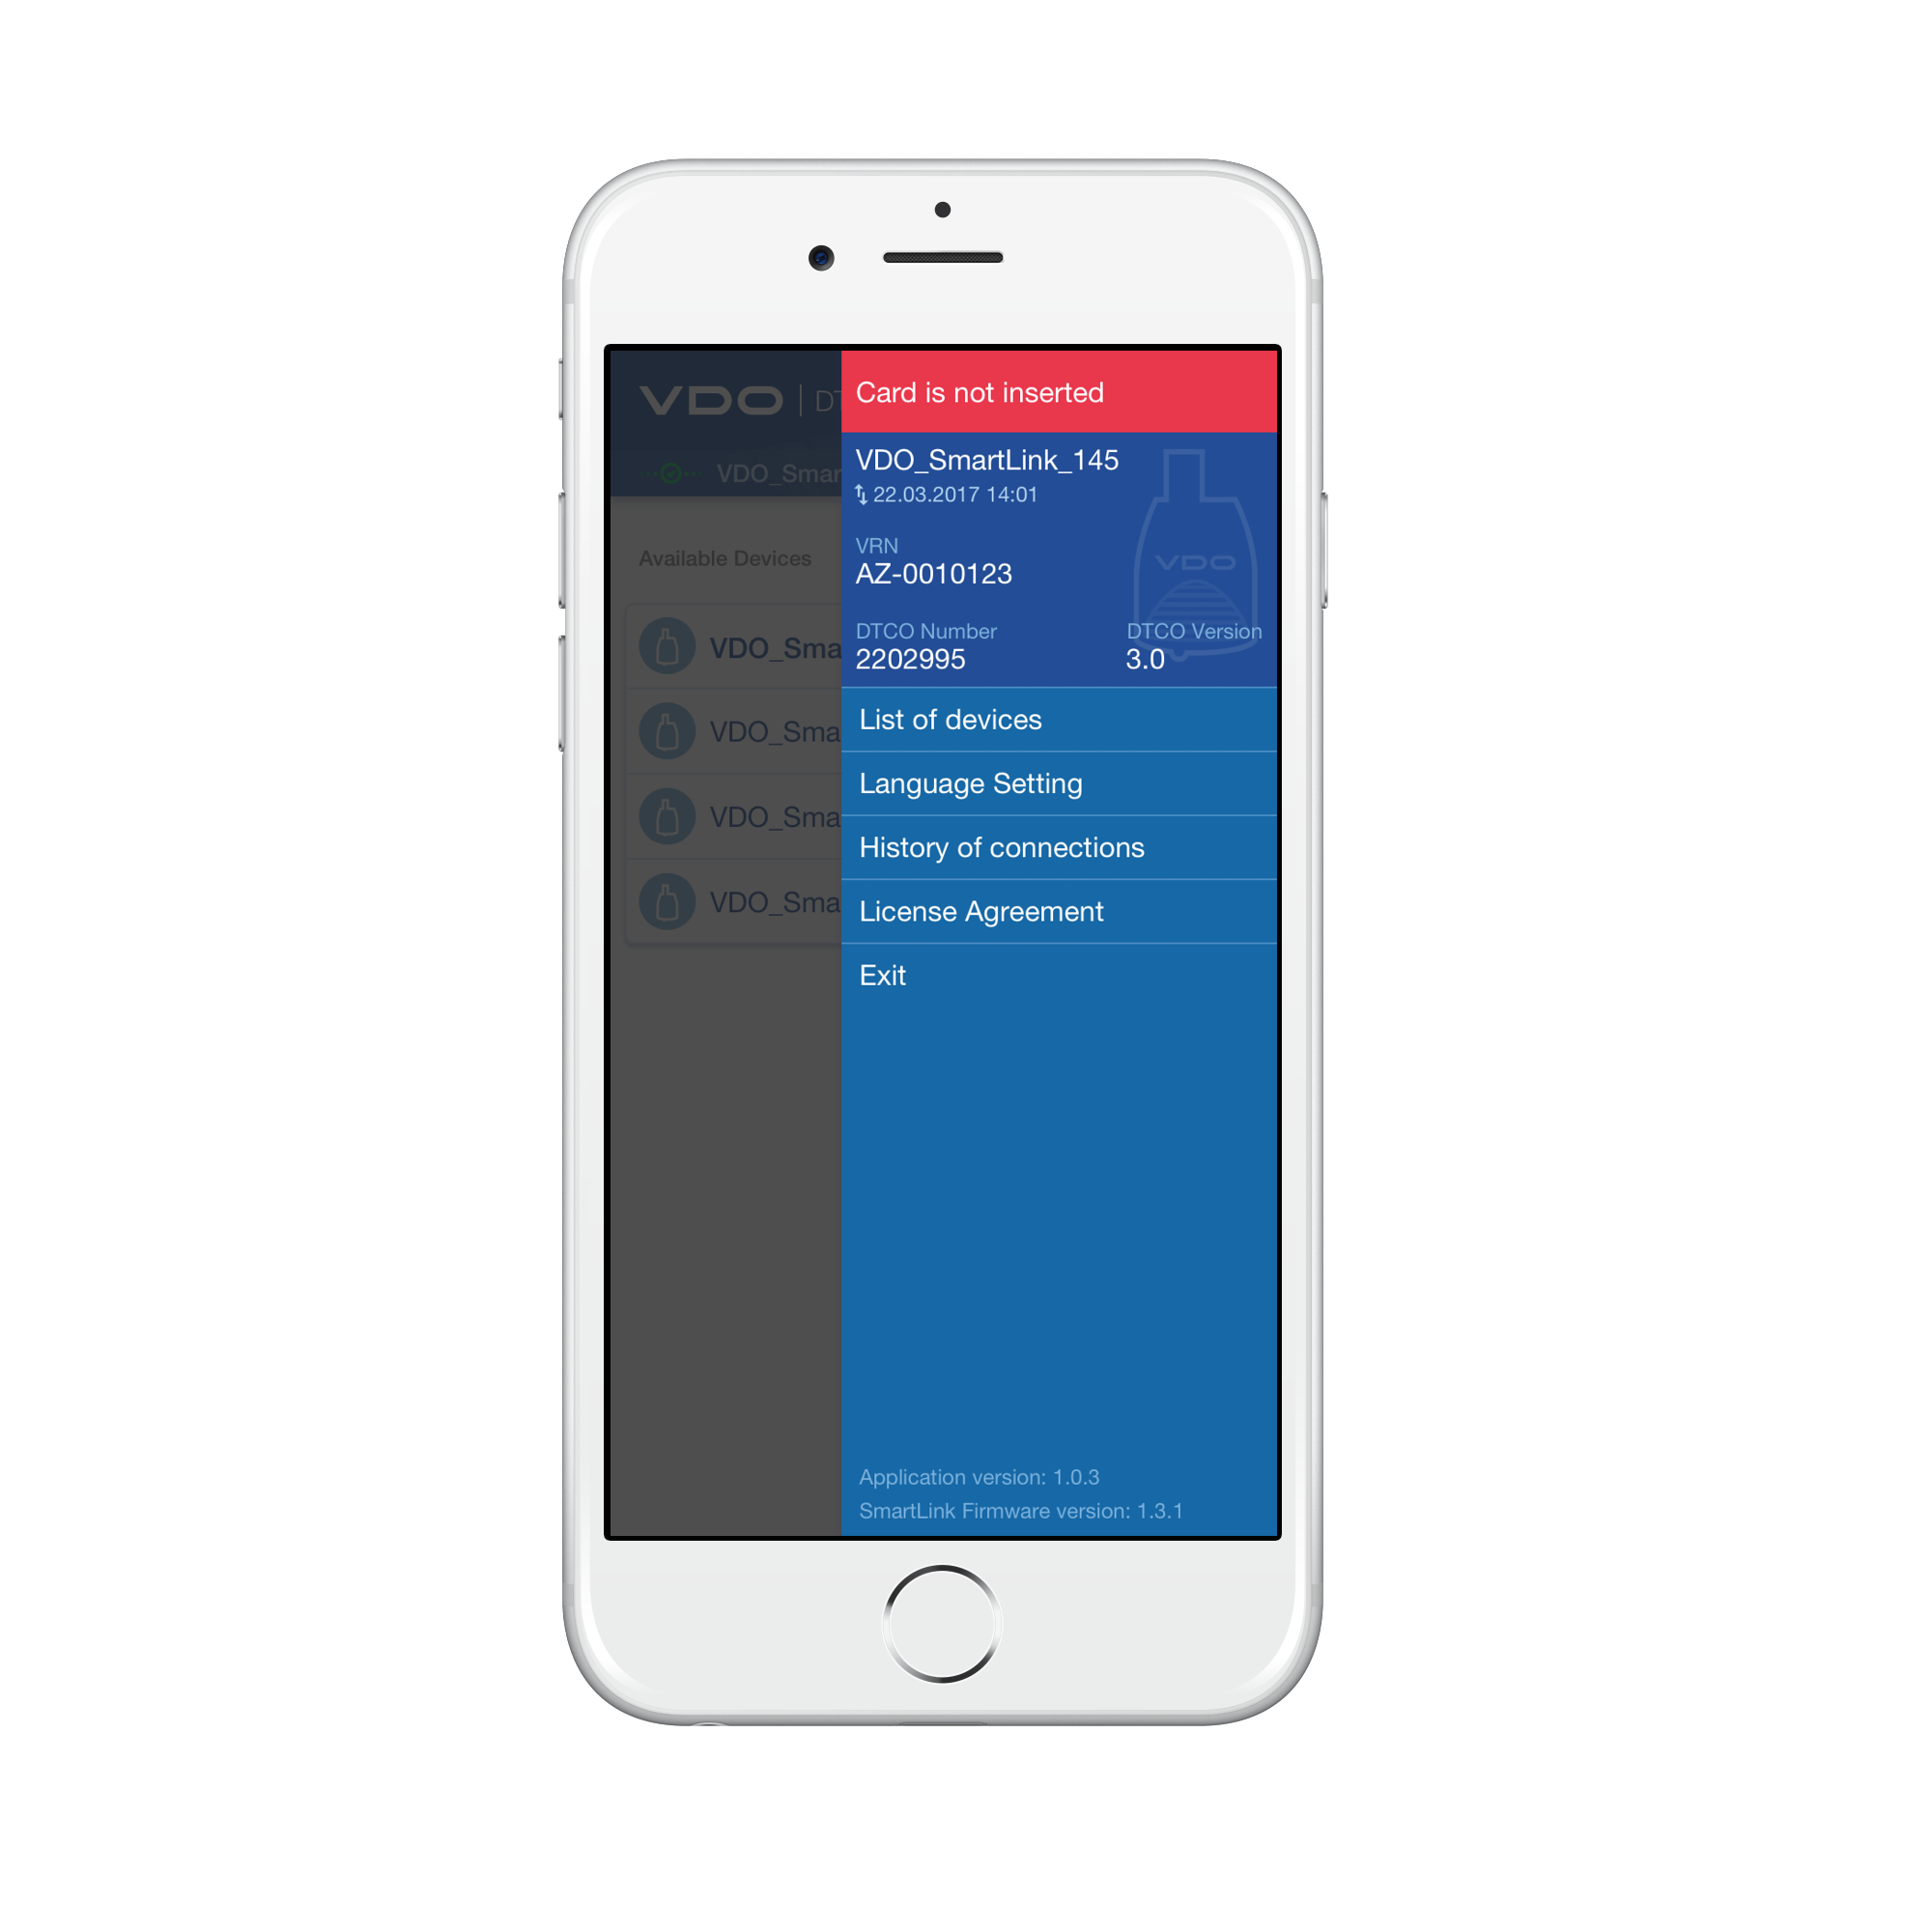 VDO | DT
VDO_Smar
Available Devices
VDO_Sma
VDO_Sma
VDO_Sma
VDO_Sma
Card is not inserted
VDO_SmartLink_145
22.03.2017 14:01
VRN
AZ-0010123
VDO
DTCO Number DTCO Version
2202995 3.0
List of devices
Language Setting
History of connections
License Agreement
Exit
Application version: 1.0.3
SmartLink Firmware version: 1.3.1